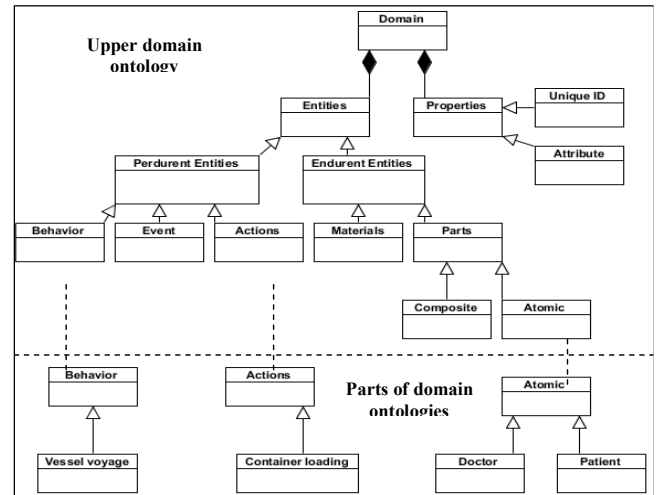 Domain
Upper domain
ontology
Unique ID
Entities
Properties
Attribute
Perdurent Entities
Endurent Entities
Behavior
Event
Actions
Materials
Parts
Composite
Atomic
Behavior
Actions
Parts of domain
ontologies
Atomic
Vessel voyage
Container loading
Doctor
Patient